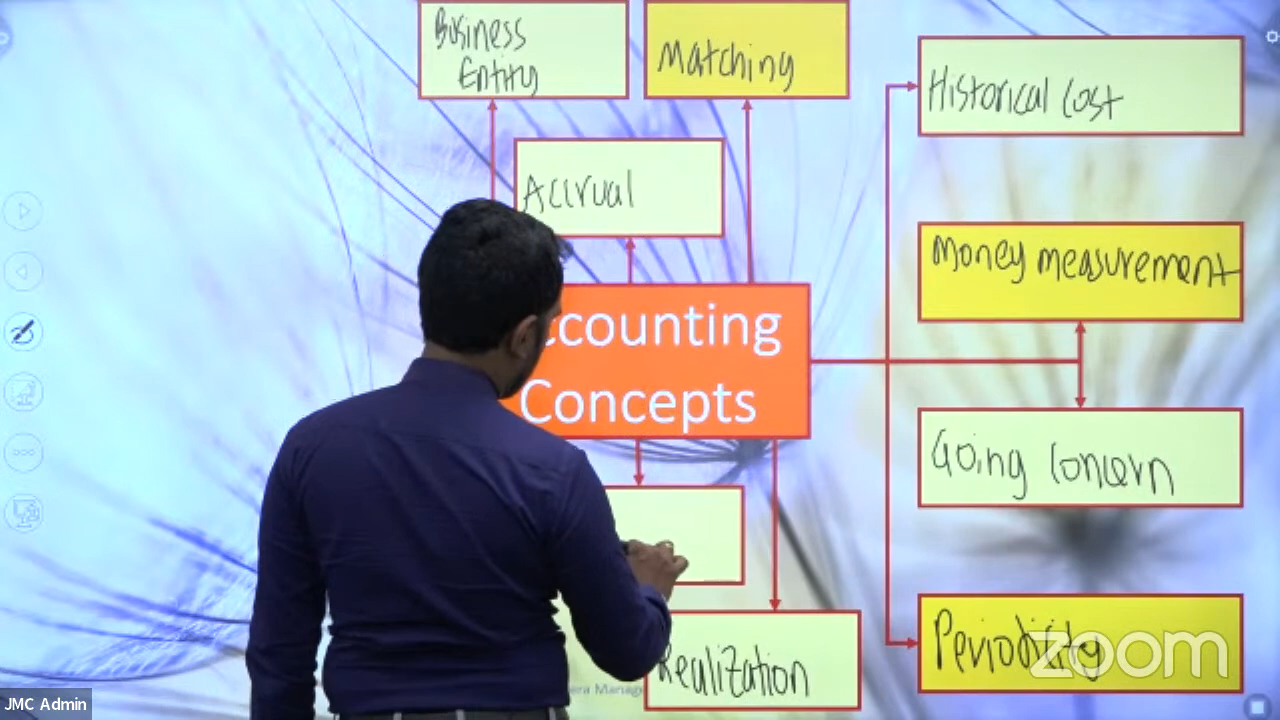 Business
Entity
Matching
Historical Cost
Accrual
Money measurement
ccounting
Concepts
Going Concern
Periodicity
zoom
Realization
JMC Admin